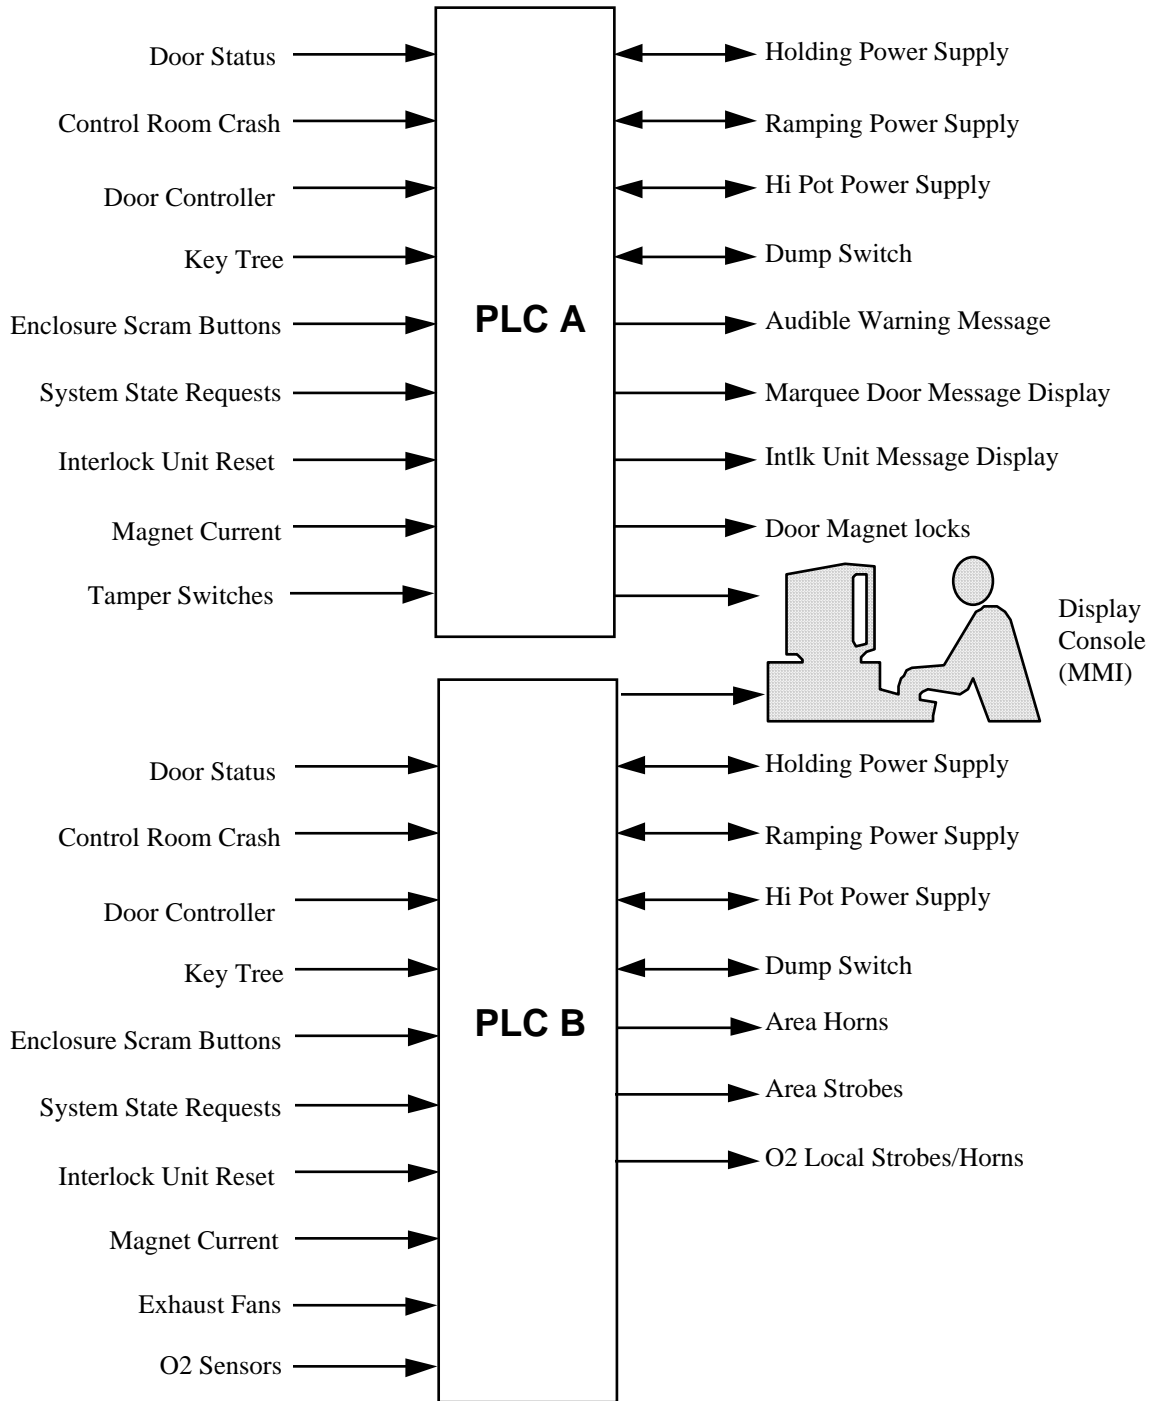 Door Status
Control Room Crash
Door Controller
Key Tree
Enclosure Scram Buttons
System State Requests
Interlock Unit Reset
Magnet Current
Tamper Switches
PLC A
Holding Power Supply
Ramping Power Supply
Hi Pot Power Supply
Dump Switch
Audible Warning Message
Marquee Door Message Display
Intlk Unit Message Display
Door Magnet locks
Display
Console
(MMI)
Door Status
Control Room Crash
Door Controller
Key Tree
Enclosure Scram Buttons
System State Requests
Interlock Unit Reset
Magnet Current
Exhaust Fans
O2 Sensors
PLC B
Holding Power Supply
Ramping Power Supply
Hi Pot Power Supply
Dump Switch
Area Horns
Area Strobes
O2 Local Strobes/Horns